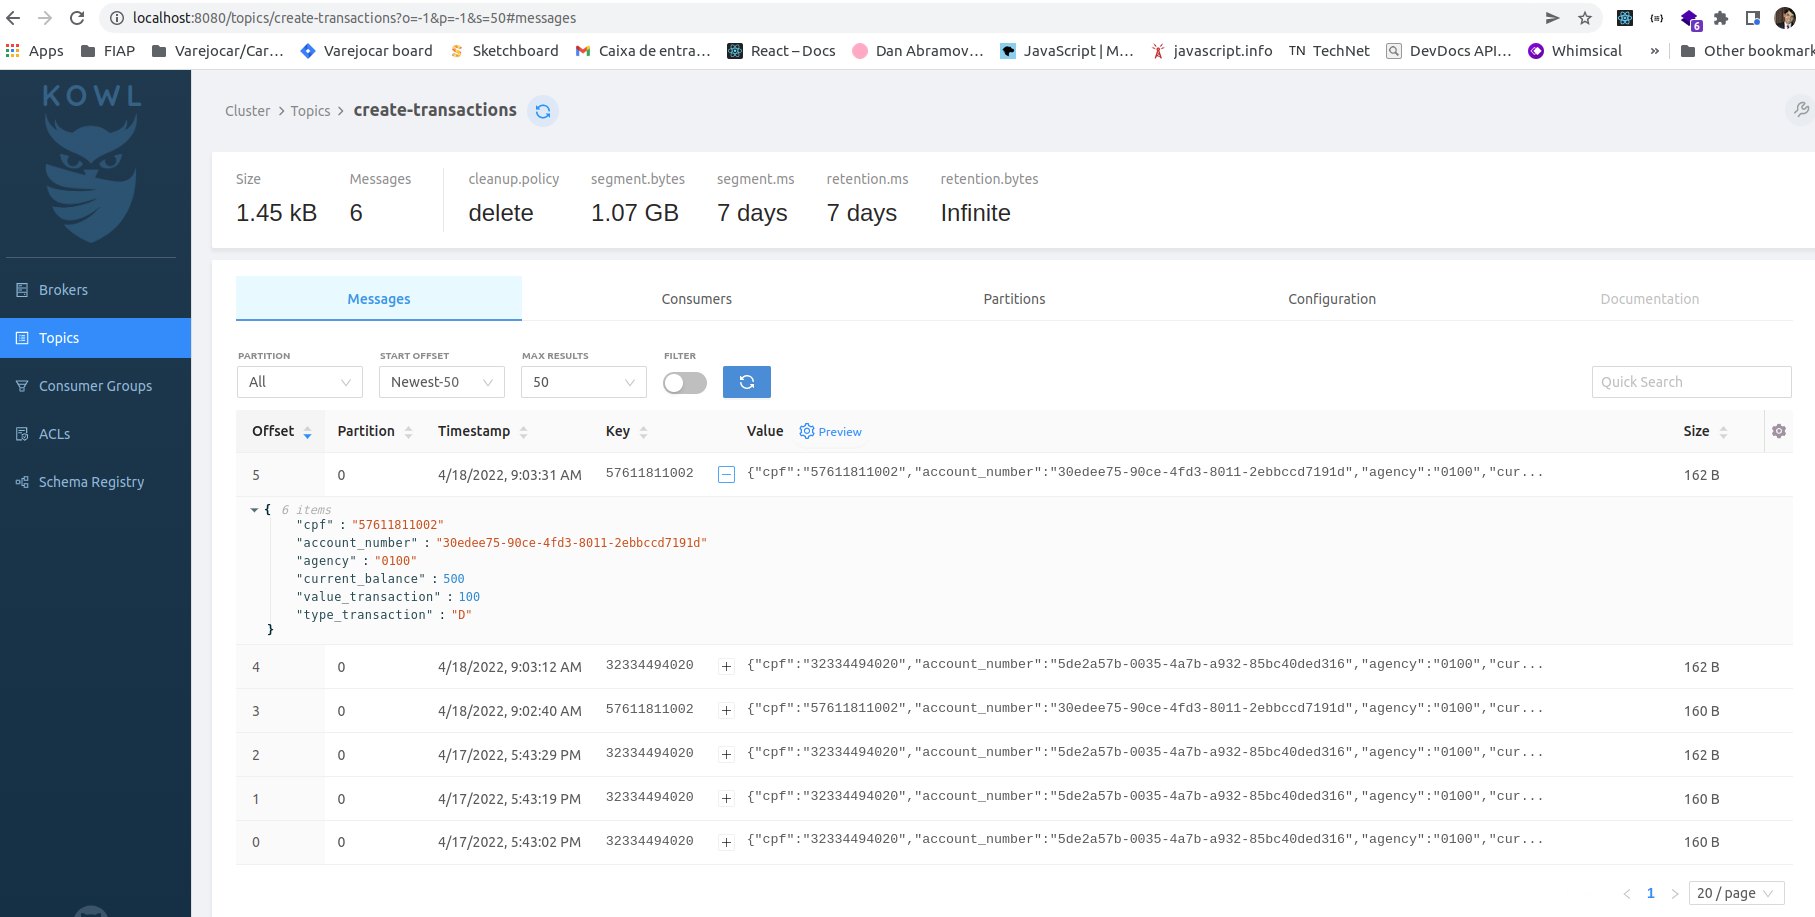 localhost:8080/topics/create-transactions?o=-1&p=-1&s=50#messages
6
Apps FIAP Varejocar/Car... Varejocar board Sketchboard Caixa de entra... React – Docs Dan Abramov... JavaScript | M... javascript.info TN TechNet DevDocs API... Whimsical » Other bookmark
KOWL
Cluster > Topics > create-transactions
Size Messages cleanup.policy segment.bytes segment.ms retention.ms retention.bytes
1.45 kB 6 delete 1.07 GB 7 days 7 days Infinite
Brokers
Topics
Consumer Groups
ACLs
Schema Registry
Messages Consumers Partitions Configuration Documentation
PARTITION START OFFSET MAX RESULTS FILTER
All Newest-50 50 Quick Search
Offset Partition Timestamp Key Value Preview Size
5 0 4/18/2022, 9:03:31 AM 57611811002 {"cpf":"57611811002","account_number":"30edee75-90ce-4fd3-8011-2ebbccd7191d","agency":"0100","cur... 162 B
{ 6 items
"cpf" : "57611811002"
"account_number" : "30edee75-90ce-4fd3-8011-2ebbccd7191d"
"agency" : "0100"
"current_balance" : 500
"value_transaction" : 100
"type_transaction" : "D"
}
4 0 4/18/2022, 9:03:12 AM 32334494020 {"cpf":"32334494020","account_number":"5de2a57b-0035-4a7b-a932-85bc40ded316","agency":"0100","cur... 162 B
3 0 4/18/2022, 9:02:40 AM 57611811002 {"cpf":"57611811002","account_number":"30edee75-90ce-4fd3-8011-2ebbccd7191d","agency":"0100","cur... 160 B
2 0 4/17/2022, 5:43:29 PM 32334494020 {"cpf":"32334494020","account_number":"5de2a57b-0035-4a7b-a932-85bc40ded316","agency":"0100","cur... 162 B
1 0 4/17/2022, 5:43:19 PM 32334494020 {"cpf":"32334494020","account_number":"5de2a57b-0035-4a7b-a932-85bc40ded316","agency":"0100","cur... 160 B
0 0 4/17/2022, 5:43:02 PM 32334494020 {"cpf":"32334494020","account_number":"5de2a57b-0035-4a7b-a932-85bc40ded316","agency":"0100","cur... 160 B
< 1 > 20 / page